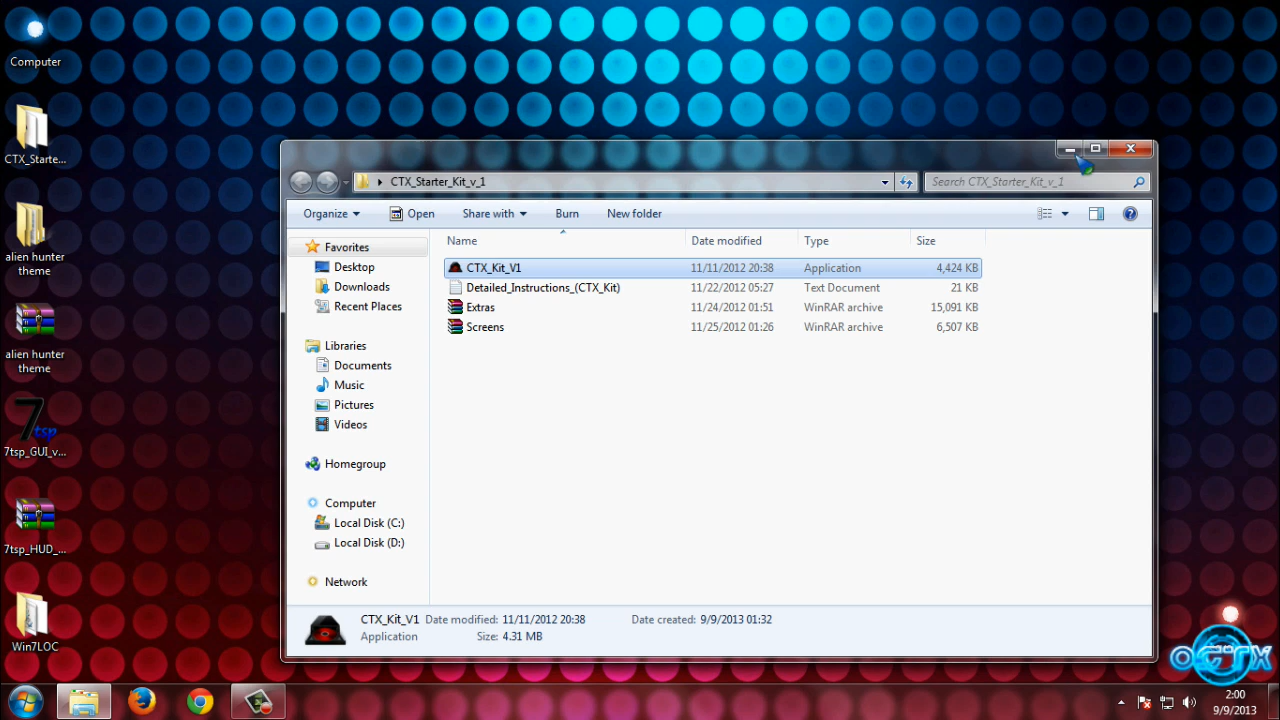 Computer
CTX_Starte...
alien hunter
theme
alien hunter
theme
7tsp
7tsp_GUI_v...
7tsp_HUD_...
Win7LOC
CTX_Starter_Kit_v_1
Search CTX_Starter_Kit_v_1
Organize
Open
Share with
Burn
New folder
Name
Date modified
Type
Size
Favorites
Desktop
Downloads
Recent Places
Libraries
Documents
Music
Pictures
Videos
Homegroup
Computer
Local Disk (C:)
Local Disk (D:)
Network
CTX_Kit_V1 11/11/2012 20:38 Application 4,424 KB
Detailed_Instructions_(CTX_Kit) 11/22/2012 05:27 Text Document 21 KB
Extras 11/24/2012 01:51 WinRAR archive 15,091 KB
Screens 11/25/2012 01:26 WinRAR archive 6,507 KB
CTX_Kit_V1 Date modified: 11/11/2012 20:38 Date created: 9/9/2013 01:32
Application Size: 4.31 MB
CTX
2:00
9/9/2013